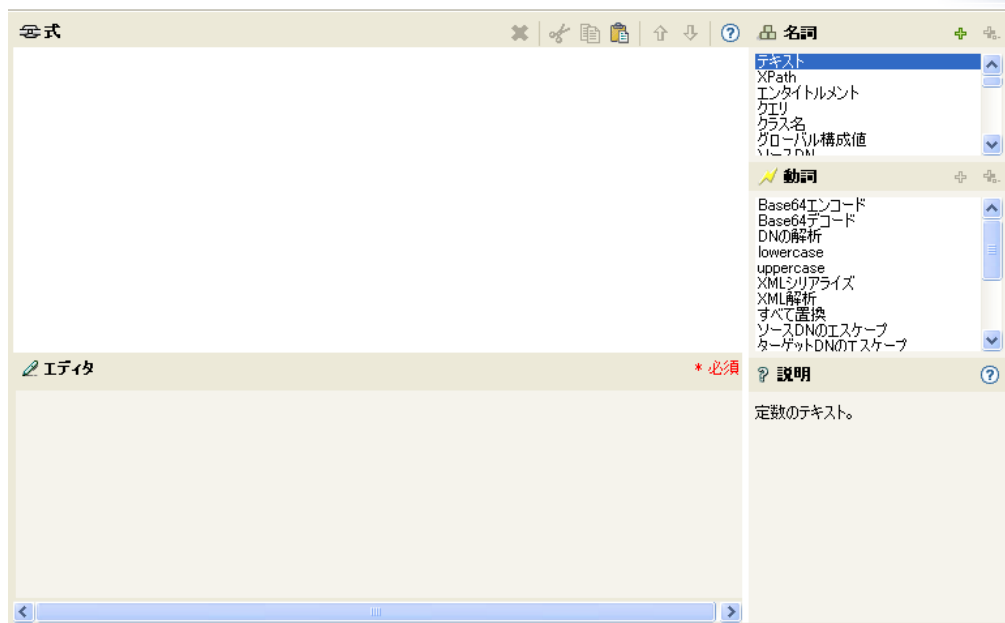 式
名詞
テキスト
XPath
エンタイトルメント
クエリ
クラス名
グローバル構成値
ソースDN
動詞
Base64エンコード
Base64デコード
DNの解析
lowercase
uppercase
XMLシリアライズ
XML解析
すべて置換
ソースDNのエスケープ
ターゲットDNのエスケープ
エディタ
* 必須
説明
定数のテキスト。